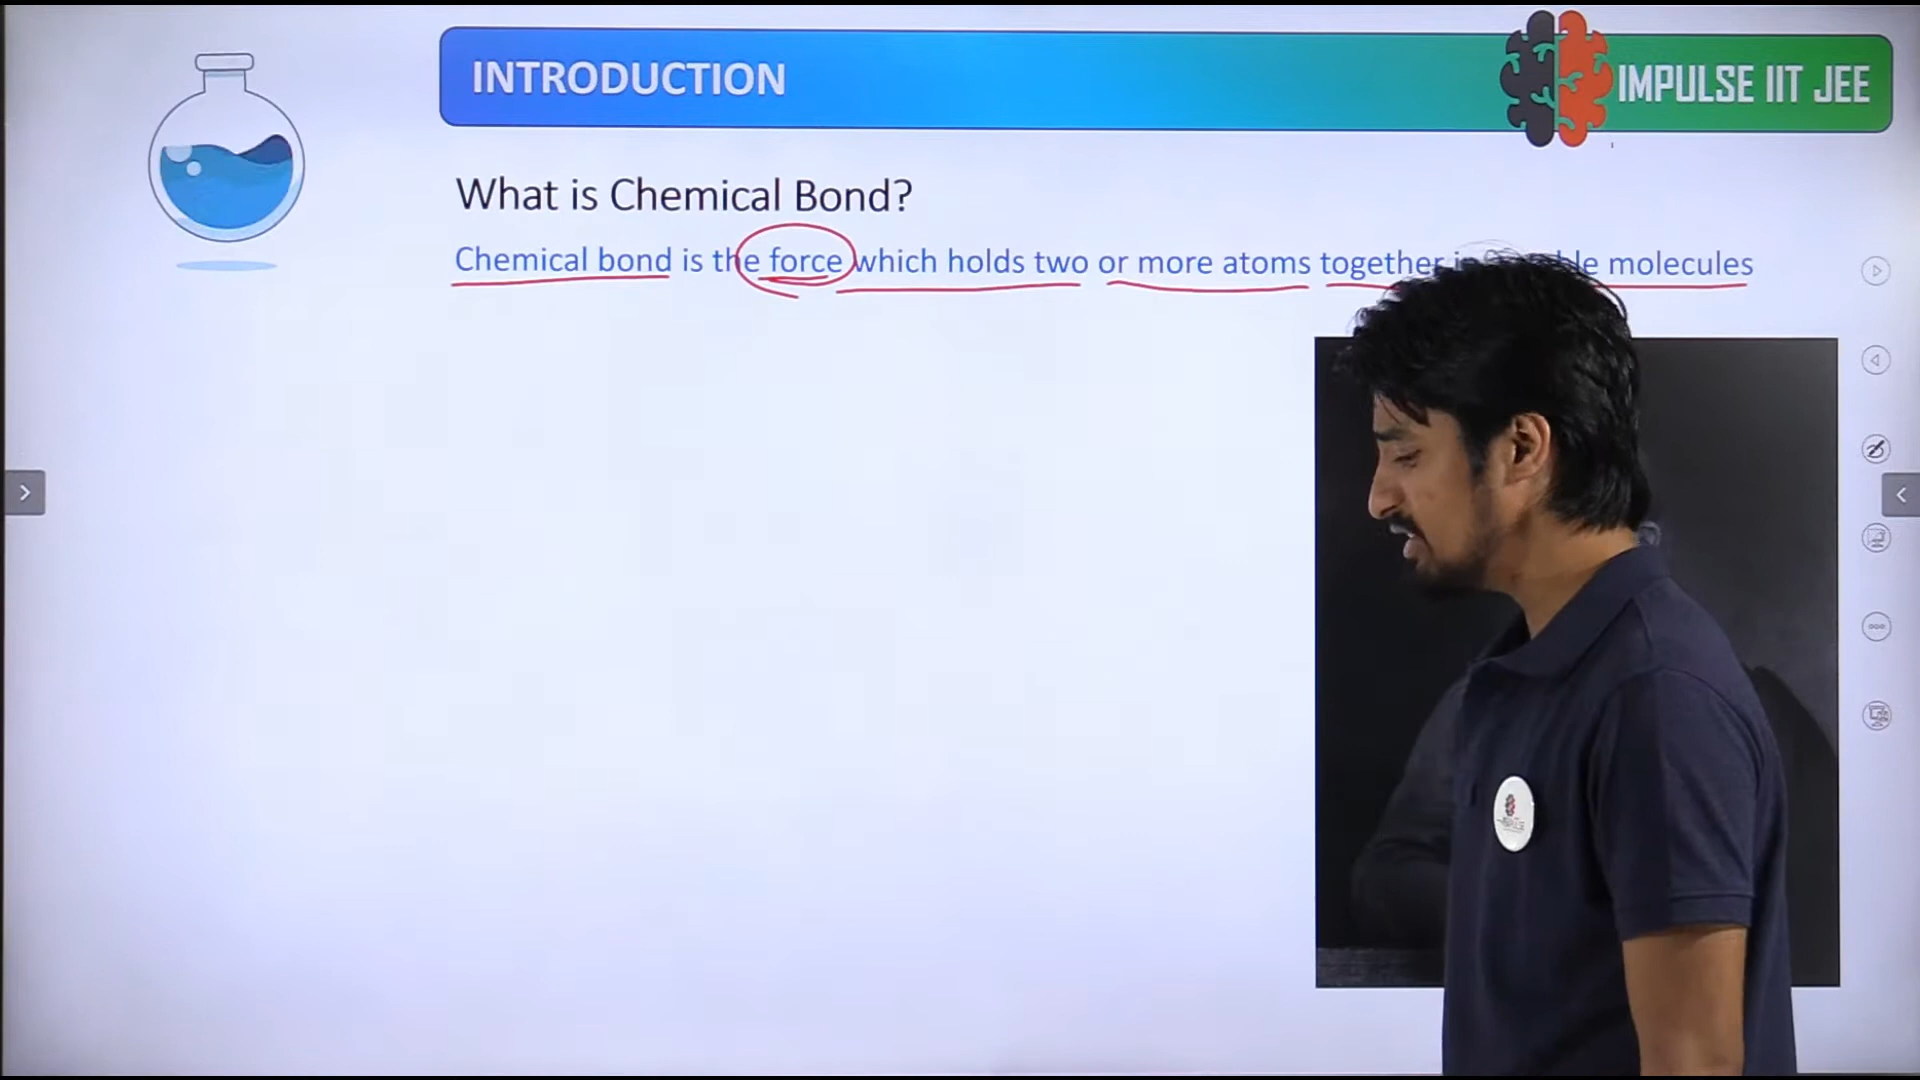 INTRODUCTION
IMPULSE IIT JEE
What is Chemical Bond?
Chemical bond is the force which holds two or more atoms together molecules